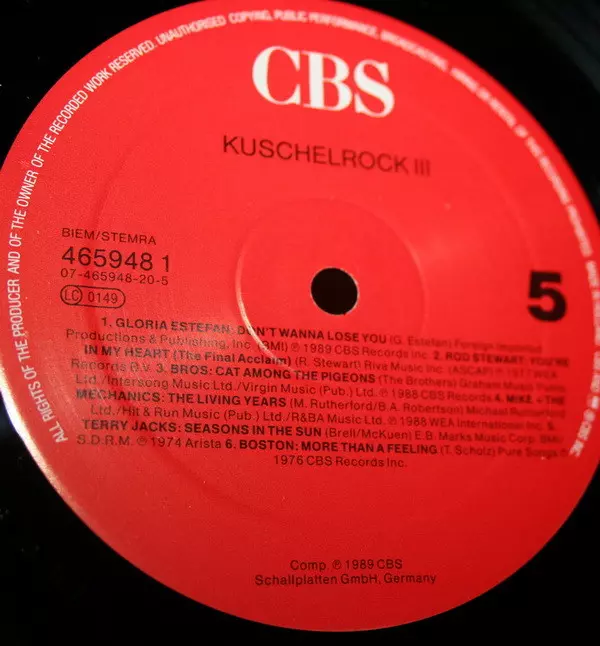 ALL RIGHTS OF THE PRODUCER AND OF THE OWNER OF THE RECORDED WORK RESERVED. UNAUTHORISED COPYING, PUBLIC PERFORMANCE, BROADCASTING,
CBS
KUSCHELROCK III
BIEM/STEMRA
465948 1
07-465948-20-5
LC 0149
5
1. GLORIA ESTEFAN: DON'T WANNA LOSE YOU (G. Estefan) Foreign Imported
Productions & Publishing, Inc. (BMI) ℗ 1989 CBS Records Inc. 2. ROD STEWART: YOU'RE
IN MY HEART (The Final Acclaim) (R. Stewart) Riva Music Inc. (ASCAP) ℗ 1977 WEA
Records B.V. 3. BROS: CAT AMONG THE PIGEONS (The Brothers) Graham Music Publ.
Ltd./Intersong Music Ltd./Virgin Music (Pub.) Ltd. ℗ 1988 CBS Records 4. MIKE + THE
MECHANICS: THE LIVING YEARS (M. Rutherford/B.A. Robertson) Michael Rutherford
Ltd./Hit & Run Music (Pub.) Ltd./R&BA Music Ltd. ℗ 1988 WEA International Inc. 5.
TERRY JACKS: SEASONS IN THE SUN (Brell/McKuen) E.B. Marks Music Corp. BMI/
S.D.R.M. ℗ 1974 Arista 6. BOSTON: MORE THAN A FEELING (T. Scholz) Pure Songs ℗
1976 CBS Records Inc.
Comp. ℗ 1989 CBS
Schallplatten GmbH, Germany